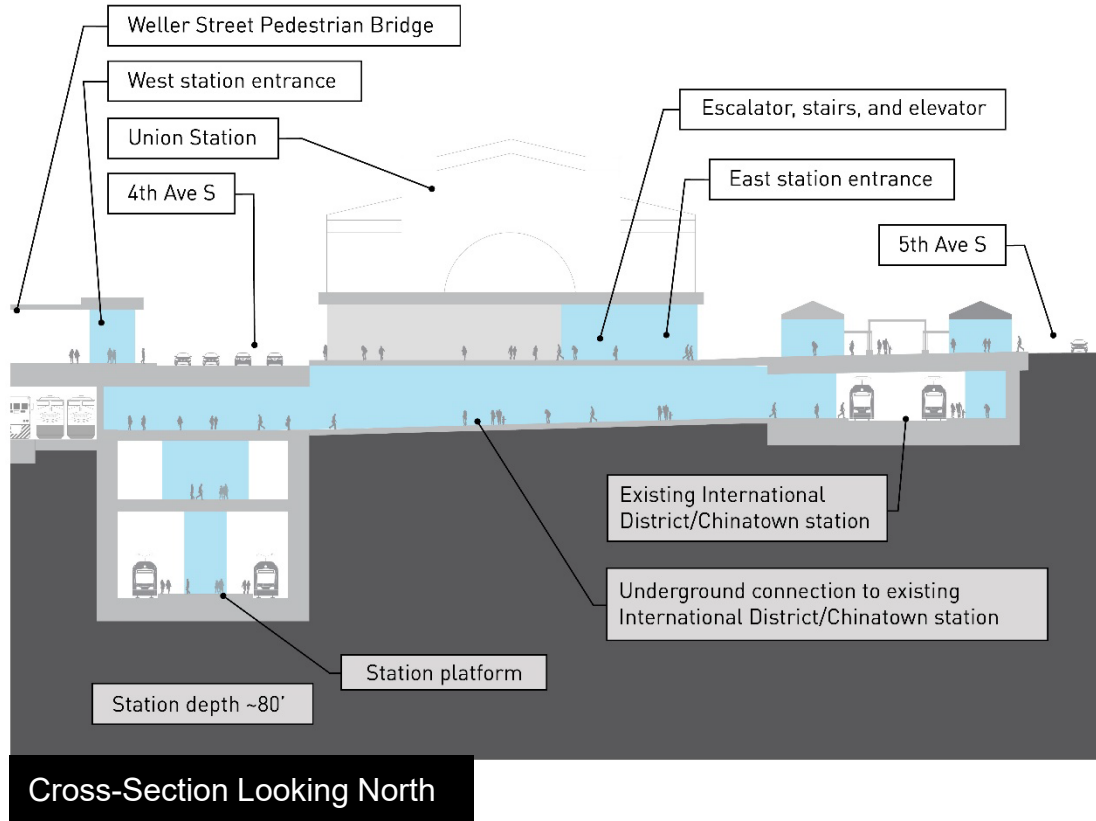 Weller Street Pedestrian Bridge
West station entrance
Union Station
4th Ave S
Escalator, stairs, and elevator
East station entrance
5th Ave S
Existing International
District/Chinatown station
Underground connection to existing
International District/Chinatown station
Station platform
Station depth ~80’
Cross-Section Looking North